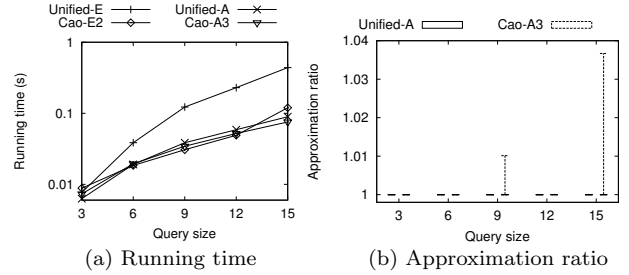 Unified-E
Unified-A
Cao-E2
Cao-A3
1
0.1
0.01
Running time (s)
3 6 9 12 15
Query size
(a) Running time
Unified-A
Cao-A3
1.04
1.03
1.02
1.01
1
Approximation ratio
3 6 9 12 15
Query size
(b) Approximation ratio